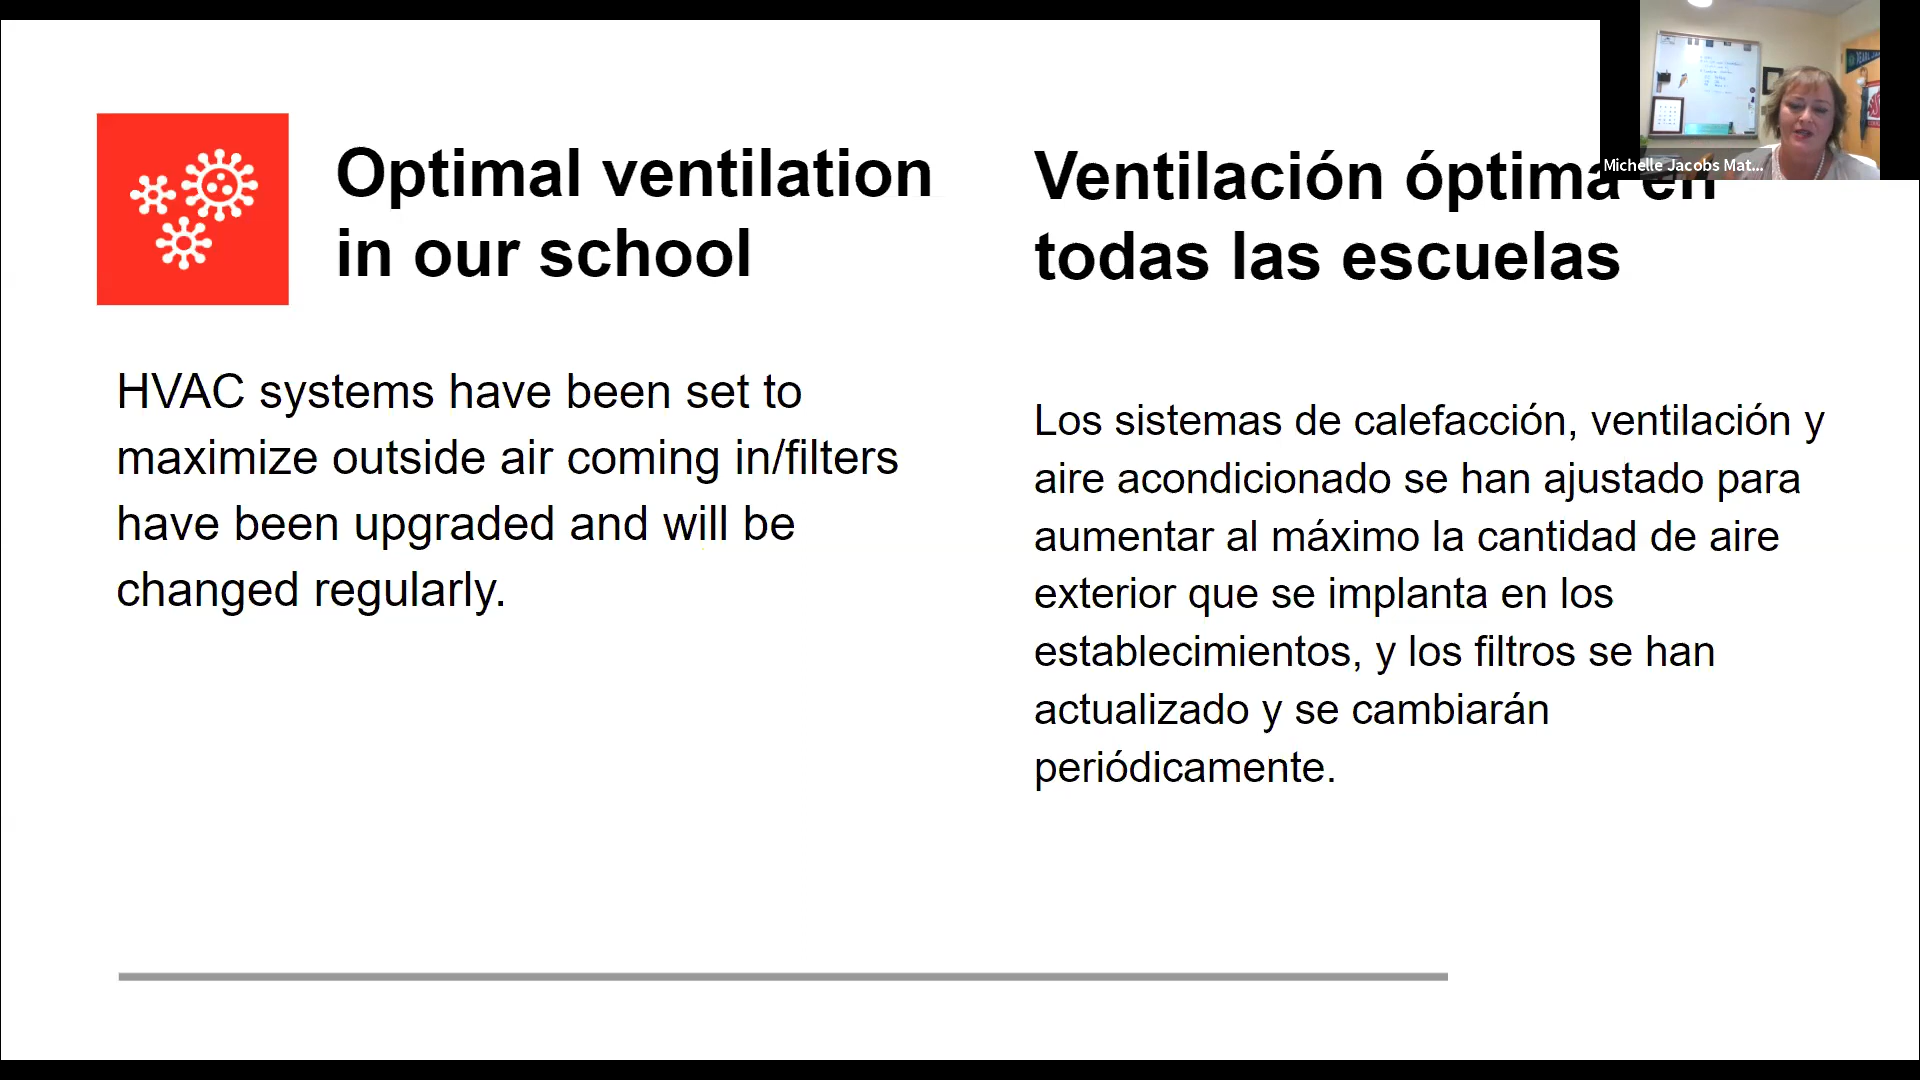 Optimal ventilation
in our school
HVAC systems have been set to
maximize outside air coming in/filters
have been upgraded and will be
changed regularly.
Ventilación óptima en
todas las escuelas
Los sistemas de calefacción, ventilación y
aire acondicionado se han ajustado para
aumentar al máximo la cantidad de aire
exterior que se implanta en los
establecimientos, y los filtros se han
actualizado y se cambiarán
periódicamente.
Michelle Jacobs Mat...